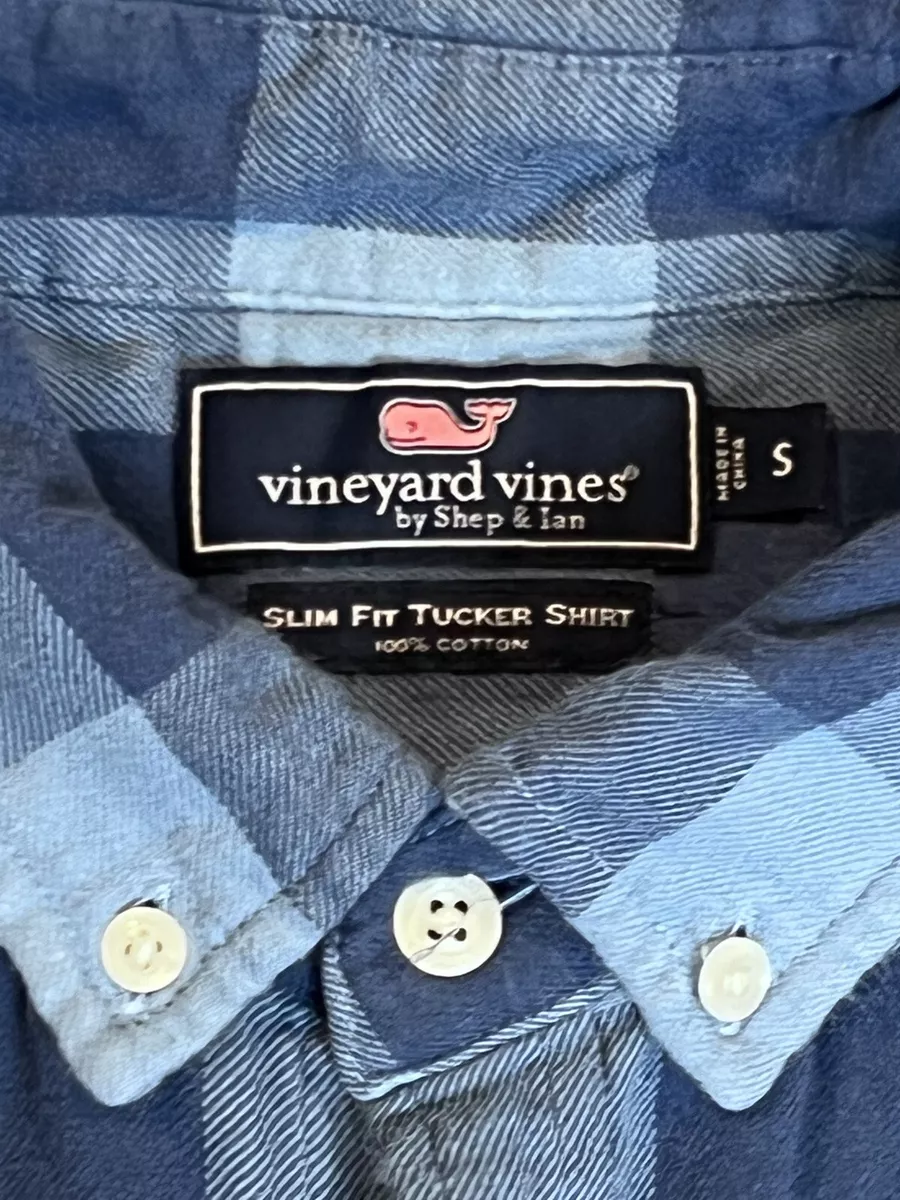 vineyard vines®
by Shep & Ian
MADE IN
CHINA
S
SLIM FIT TUCKER SHIRT
100% COTTON